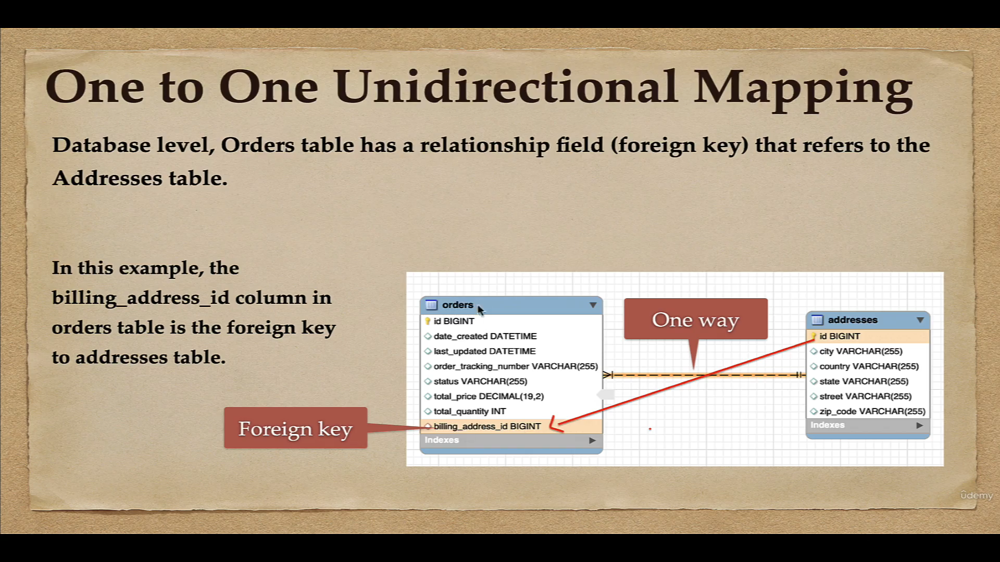 One to One Unidirectional Mapping
Database level, Orders table has a relationship field (foreign key) that refers to the
Addresses table.
In this example, the
billing_address_id column in
orders table is the foreign key
to addresses table.
Foreign key
orders
id BIGINT
date_created DATETIME
last_updated DATETIME
order_tracking_number VARCHAR(255)
status VARCHAR(255)
total_price DECIMAL(19,2)
total_quantity INT
billing_address_id BIGINT
Indexes
One way
addresses
id BIGINT
city VARCHAR(255)
country VARCHAR(255)
state VARCHAR(255)
street VARCHAR(255)
zip_code VARCHAR(255)
Indexes
ûdemy